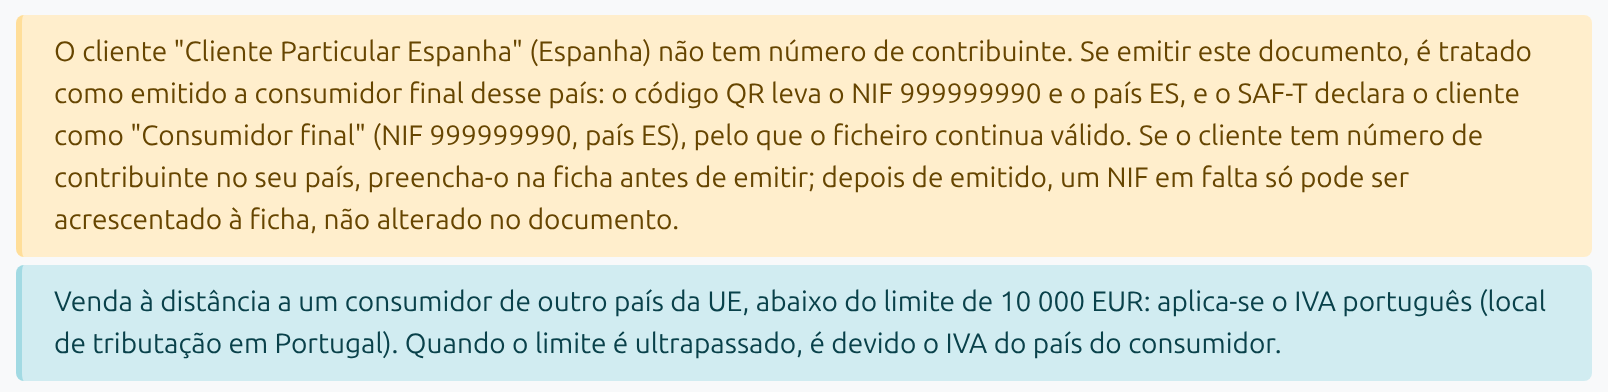 O cliente "Cliente Particular Espanha" (Espanha) não tem número de contribuinte. Se emitir este documento, é tratado
como emitido a consumidor final desse país: o código QR leva o NIF 999999990 e o país ES, e o SAF-T declara o cliente
como "Consumidor final" (NIF 999999990, país ES), pelo que o ficheiro continua válido. Se o cliente tem número de
contribuinte no seu país, preencha-o na ficha antes de emitir; depois de emitido, um NIF em falta só pode ser
acrescentado à ficha, não alterado no documento.
Venda à distância a um consumidor de outro país da UE, abaixo do limite de 10 000 EUR: aplica-se o IVA português (local
de tributação em Portugal). Quando o limite é ultrapassado, é devido o IVA do país do consumidor.